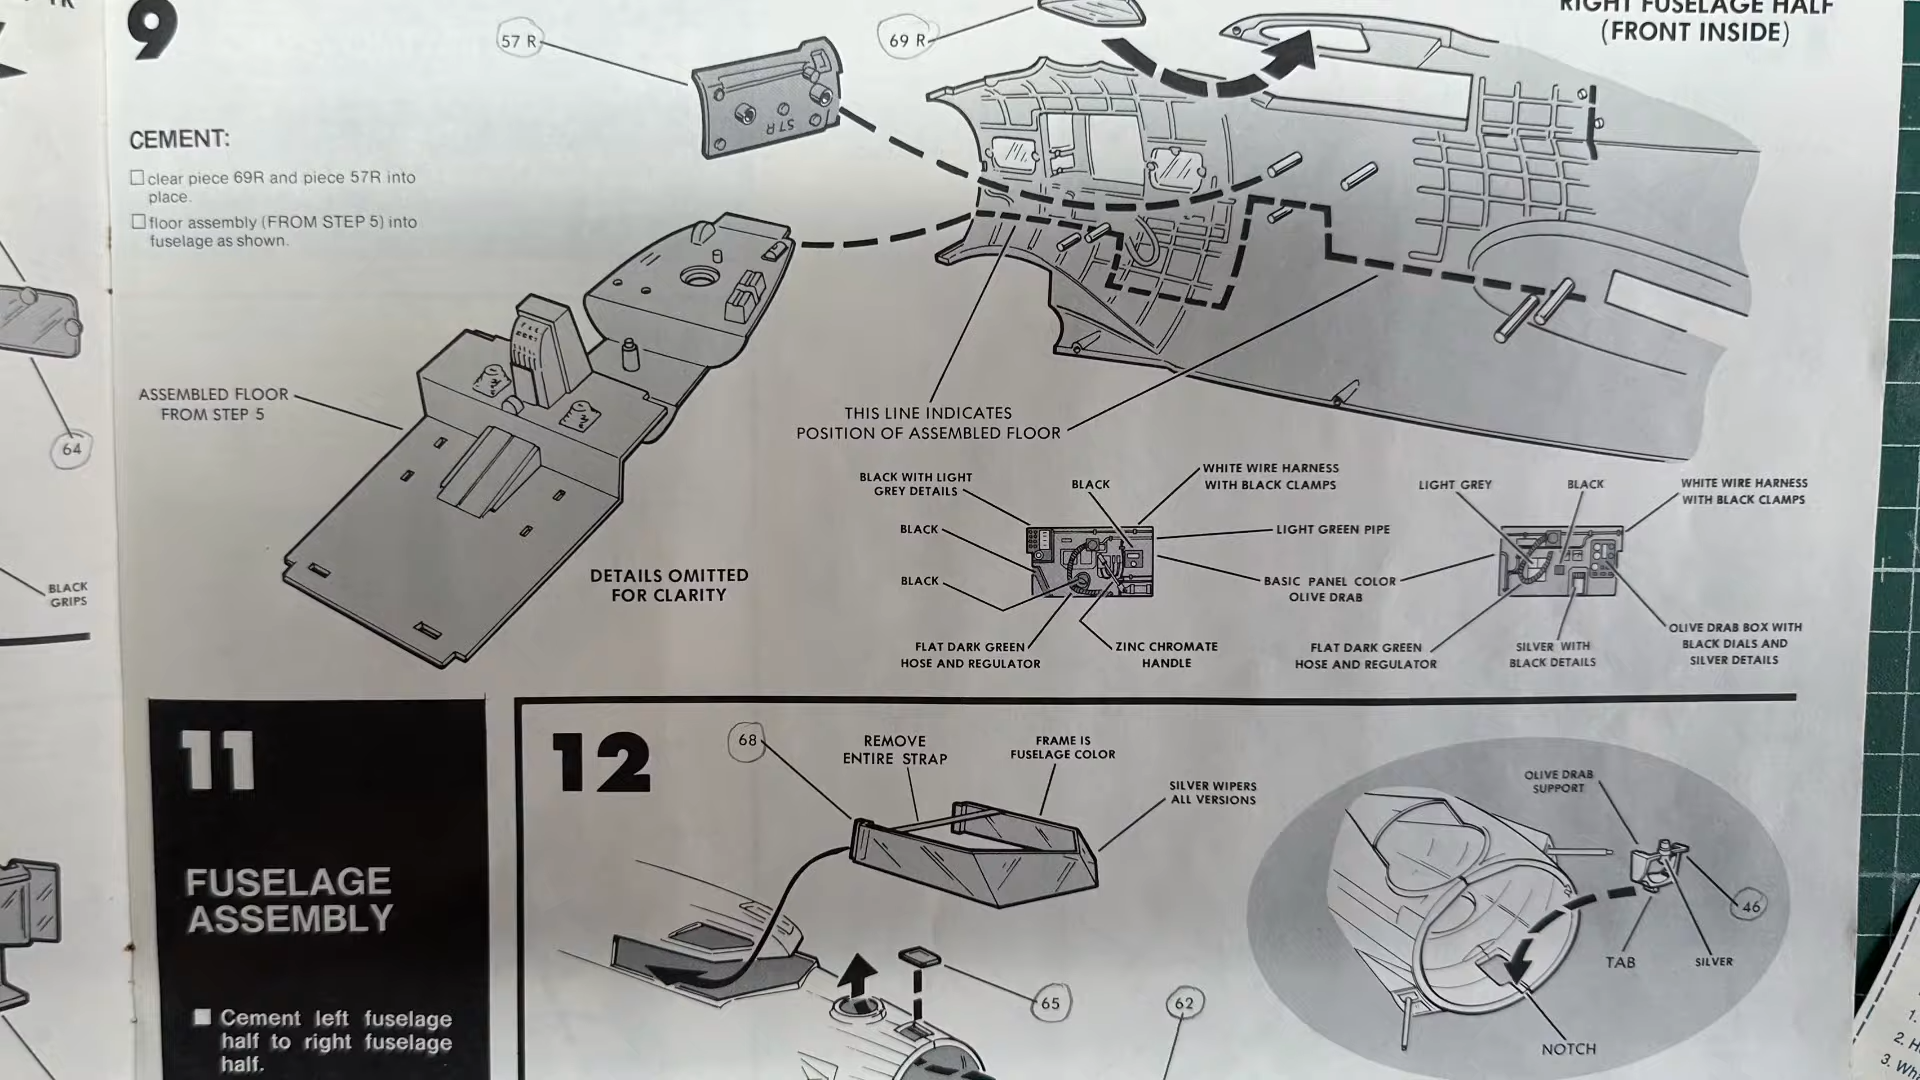 9
57 R
69 R
RIGHT FUSELAGE HALF
(FRONT INSIDE)
57R
CEMENT:
clear piece 69R and piece 57R into
place.
floor assembly (FROM STEP 5) into
fuselage as shown.
ASSEMBLED FLOOR
FROM STEP 5
64
BLACK
GRIPS
THIS LINE INDICATES
POSITION OF ASSEMBLED FLOOR
DETAILS OMITTED
FOR CLARITY
BLACK WITH LIGHT
GREY DETAILS
BLACK
WHITE WIRE HARNESS
WITH BLACK CLAMPS
BLACK
LIGHT GREEN PIPE
BLACK
BASIC PANEL COLOR
OLIVE DRAB
FLAT DARK GREEN
HOSE AND REGULATOR
ZINC CHROMATE
HANDLE
LIGHT GREY
BLACK
WHITE WIRE HARNESS
WITH BLACK CLAMPS
FLAT DARK GREEN
HOSE AND REGULATOR
SILVER WITH
BLACK DETAILS
OLIVE DRAB BOX WITH
BLACK DIALS AND
SILVER DETAILS
11
FUSELAGE
ASSEMBLY
Cement left fuselage
half to right fuselage
half.
12
68
REMOVE
ENTIRE STRAP
FRAME IS
FUSELAGE COLOR
SILVER WIPERS
ALL VERSIONS
65
62
OLIVE DRAB
SUPPORT
46
TAB
SILVER
NOTCH
1.
2.
3.